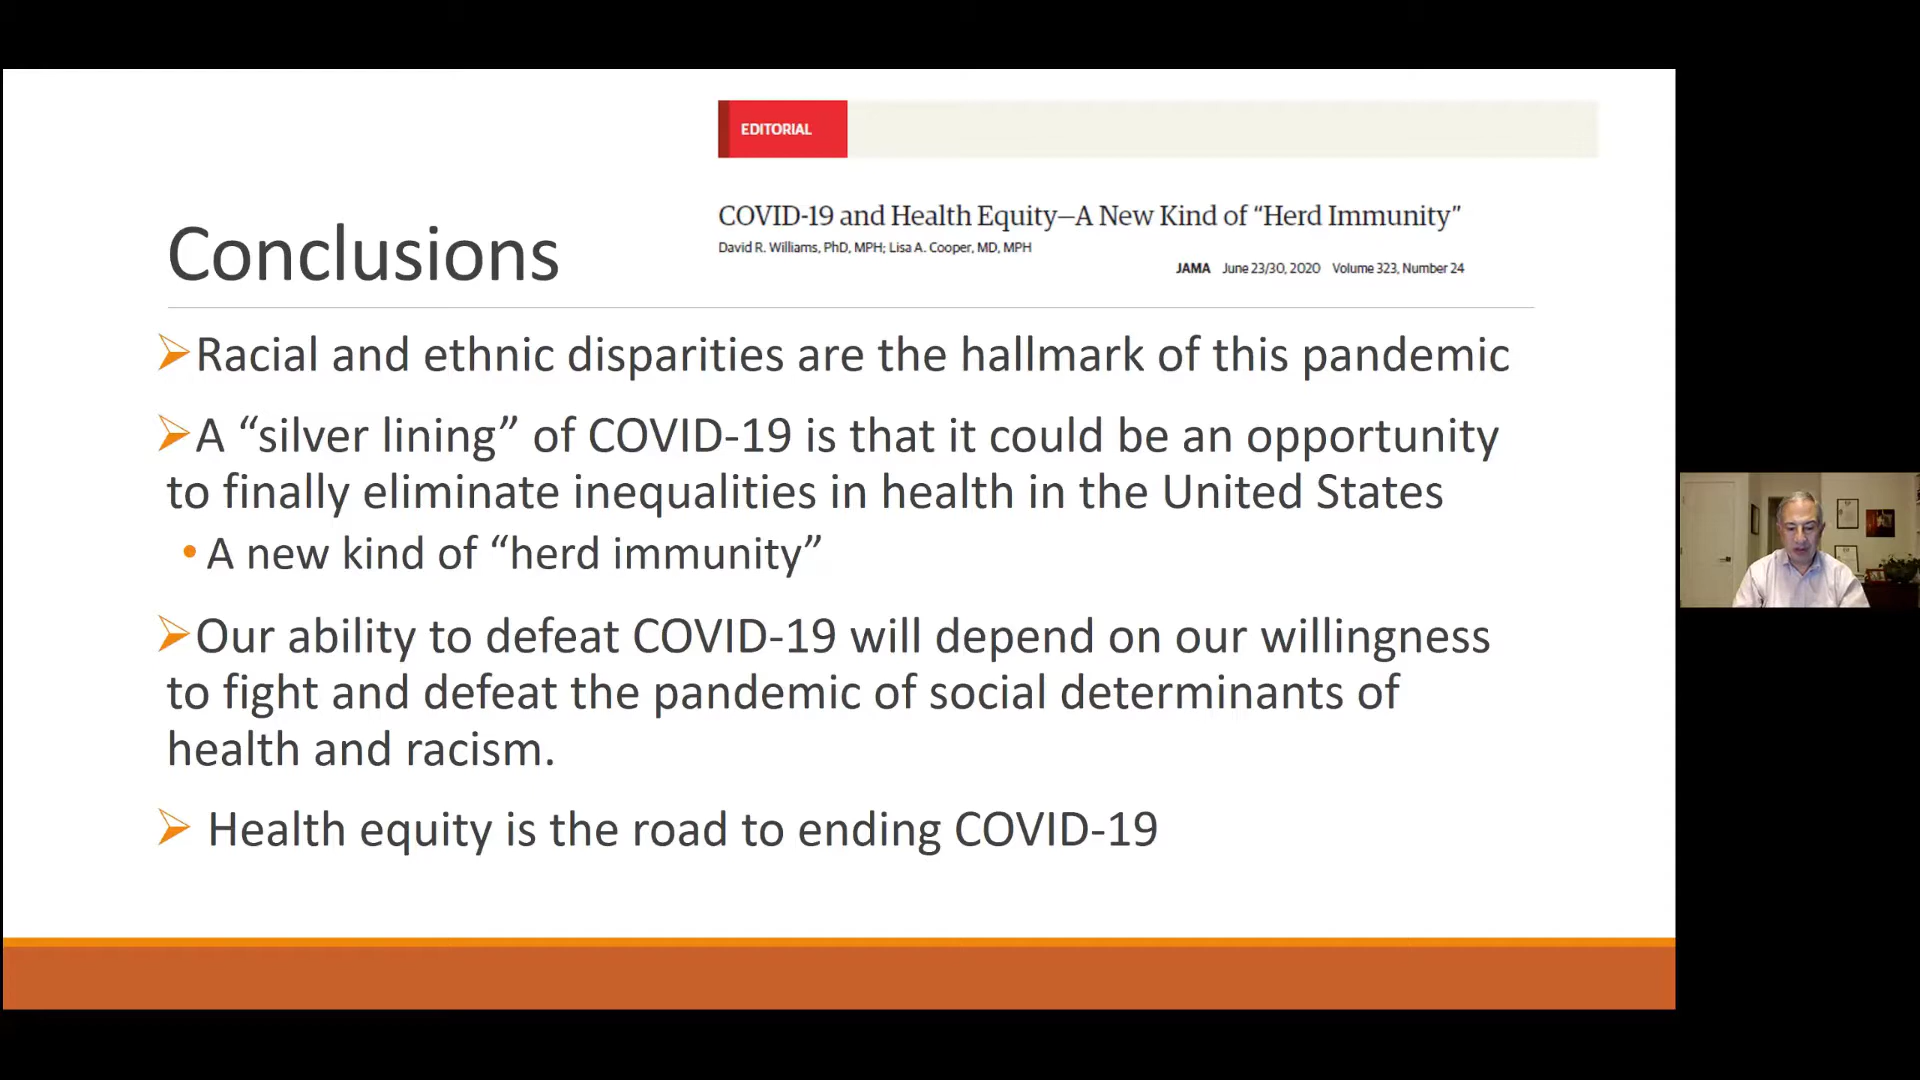 EDITORIAL
COVID-19 and Health Equity—A New Kind of “Herd Immunity”
David R. Williams, PhD, MPH; Lisa A. Cooper, MD, MPH
JAMA June 23/30, 2020 Volume 323, Number 24
Conclusions
Racial and ethnic disparities are the hallmark of this pandemic
A “silver lining” of COVID-19 is that it could be an opportunity
to finally eliminate inequalities in health in the United States
• A new kind of “herd immunity”
Our ability to defeat COVID-19 will depend on our willingness
to fight and defeat the pandemic of social determinants of
health and racism.
Health equity is the road to ending COVID-19